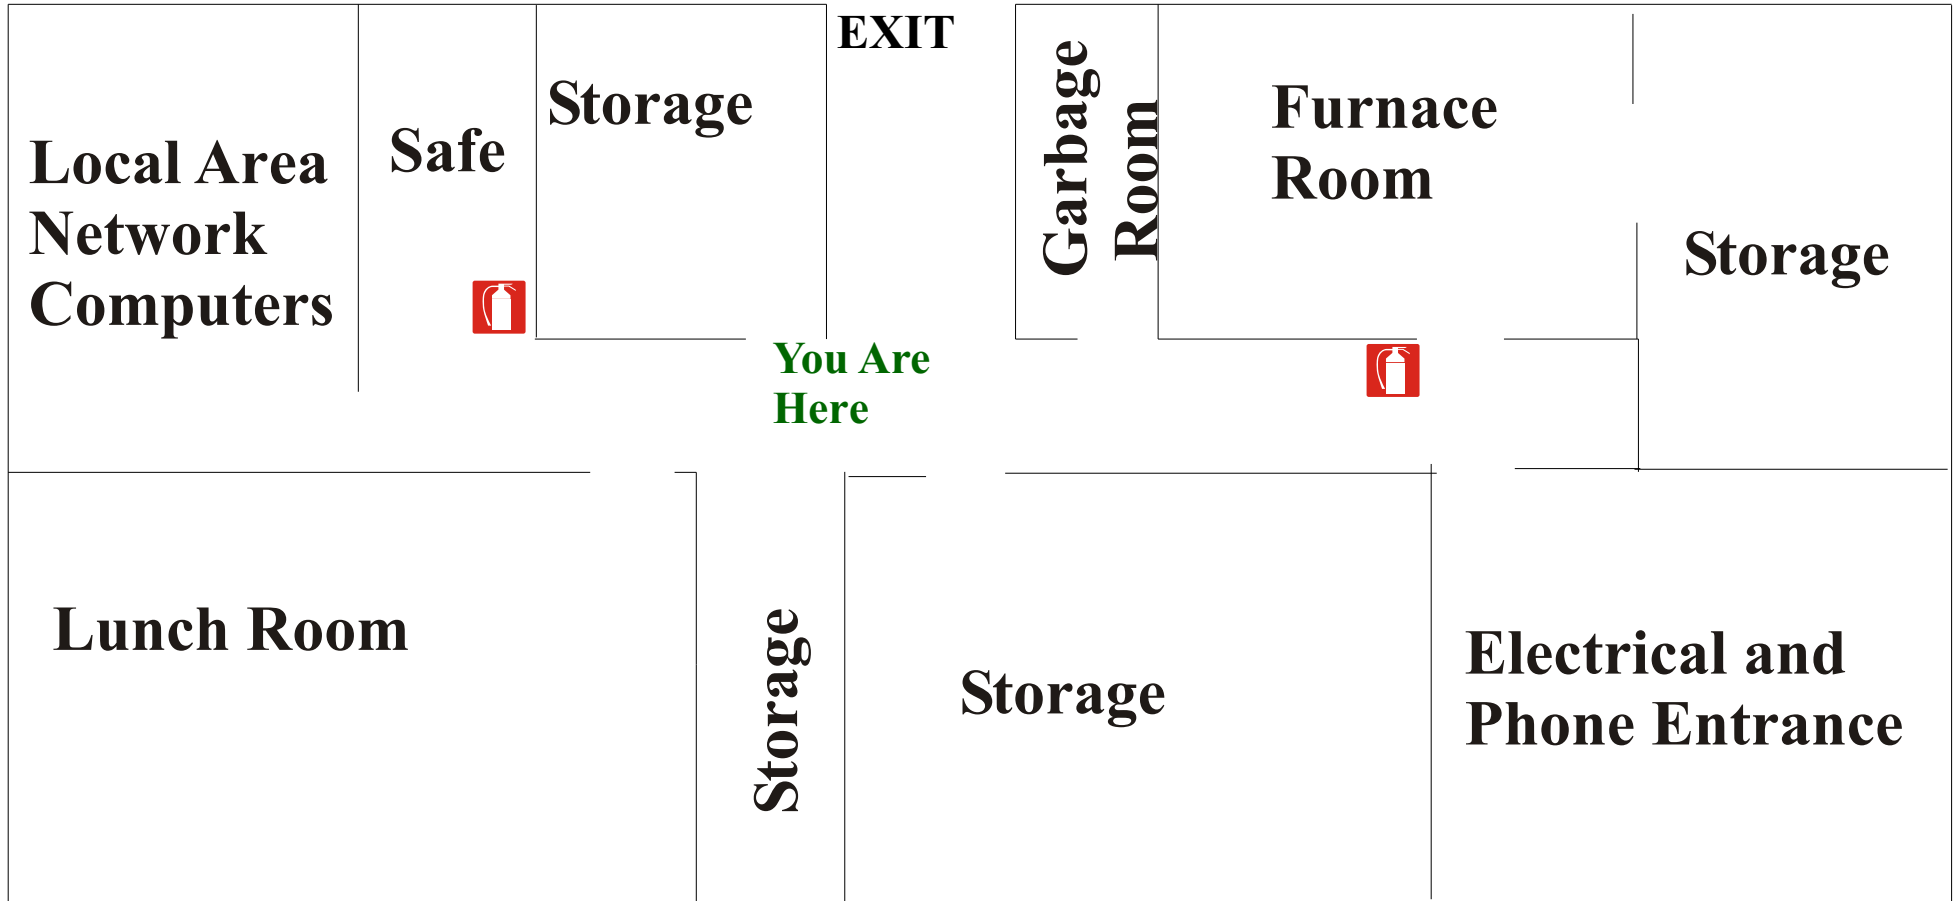 EXIT
Local Area
Network
Computers
Safe
Storage
Garbage
Room
Furnace
Room
Storage
You Are
Here
Lunch Room
Storage
Storage
Electrical and
Phone Entrance